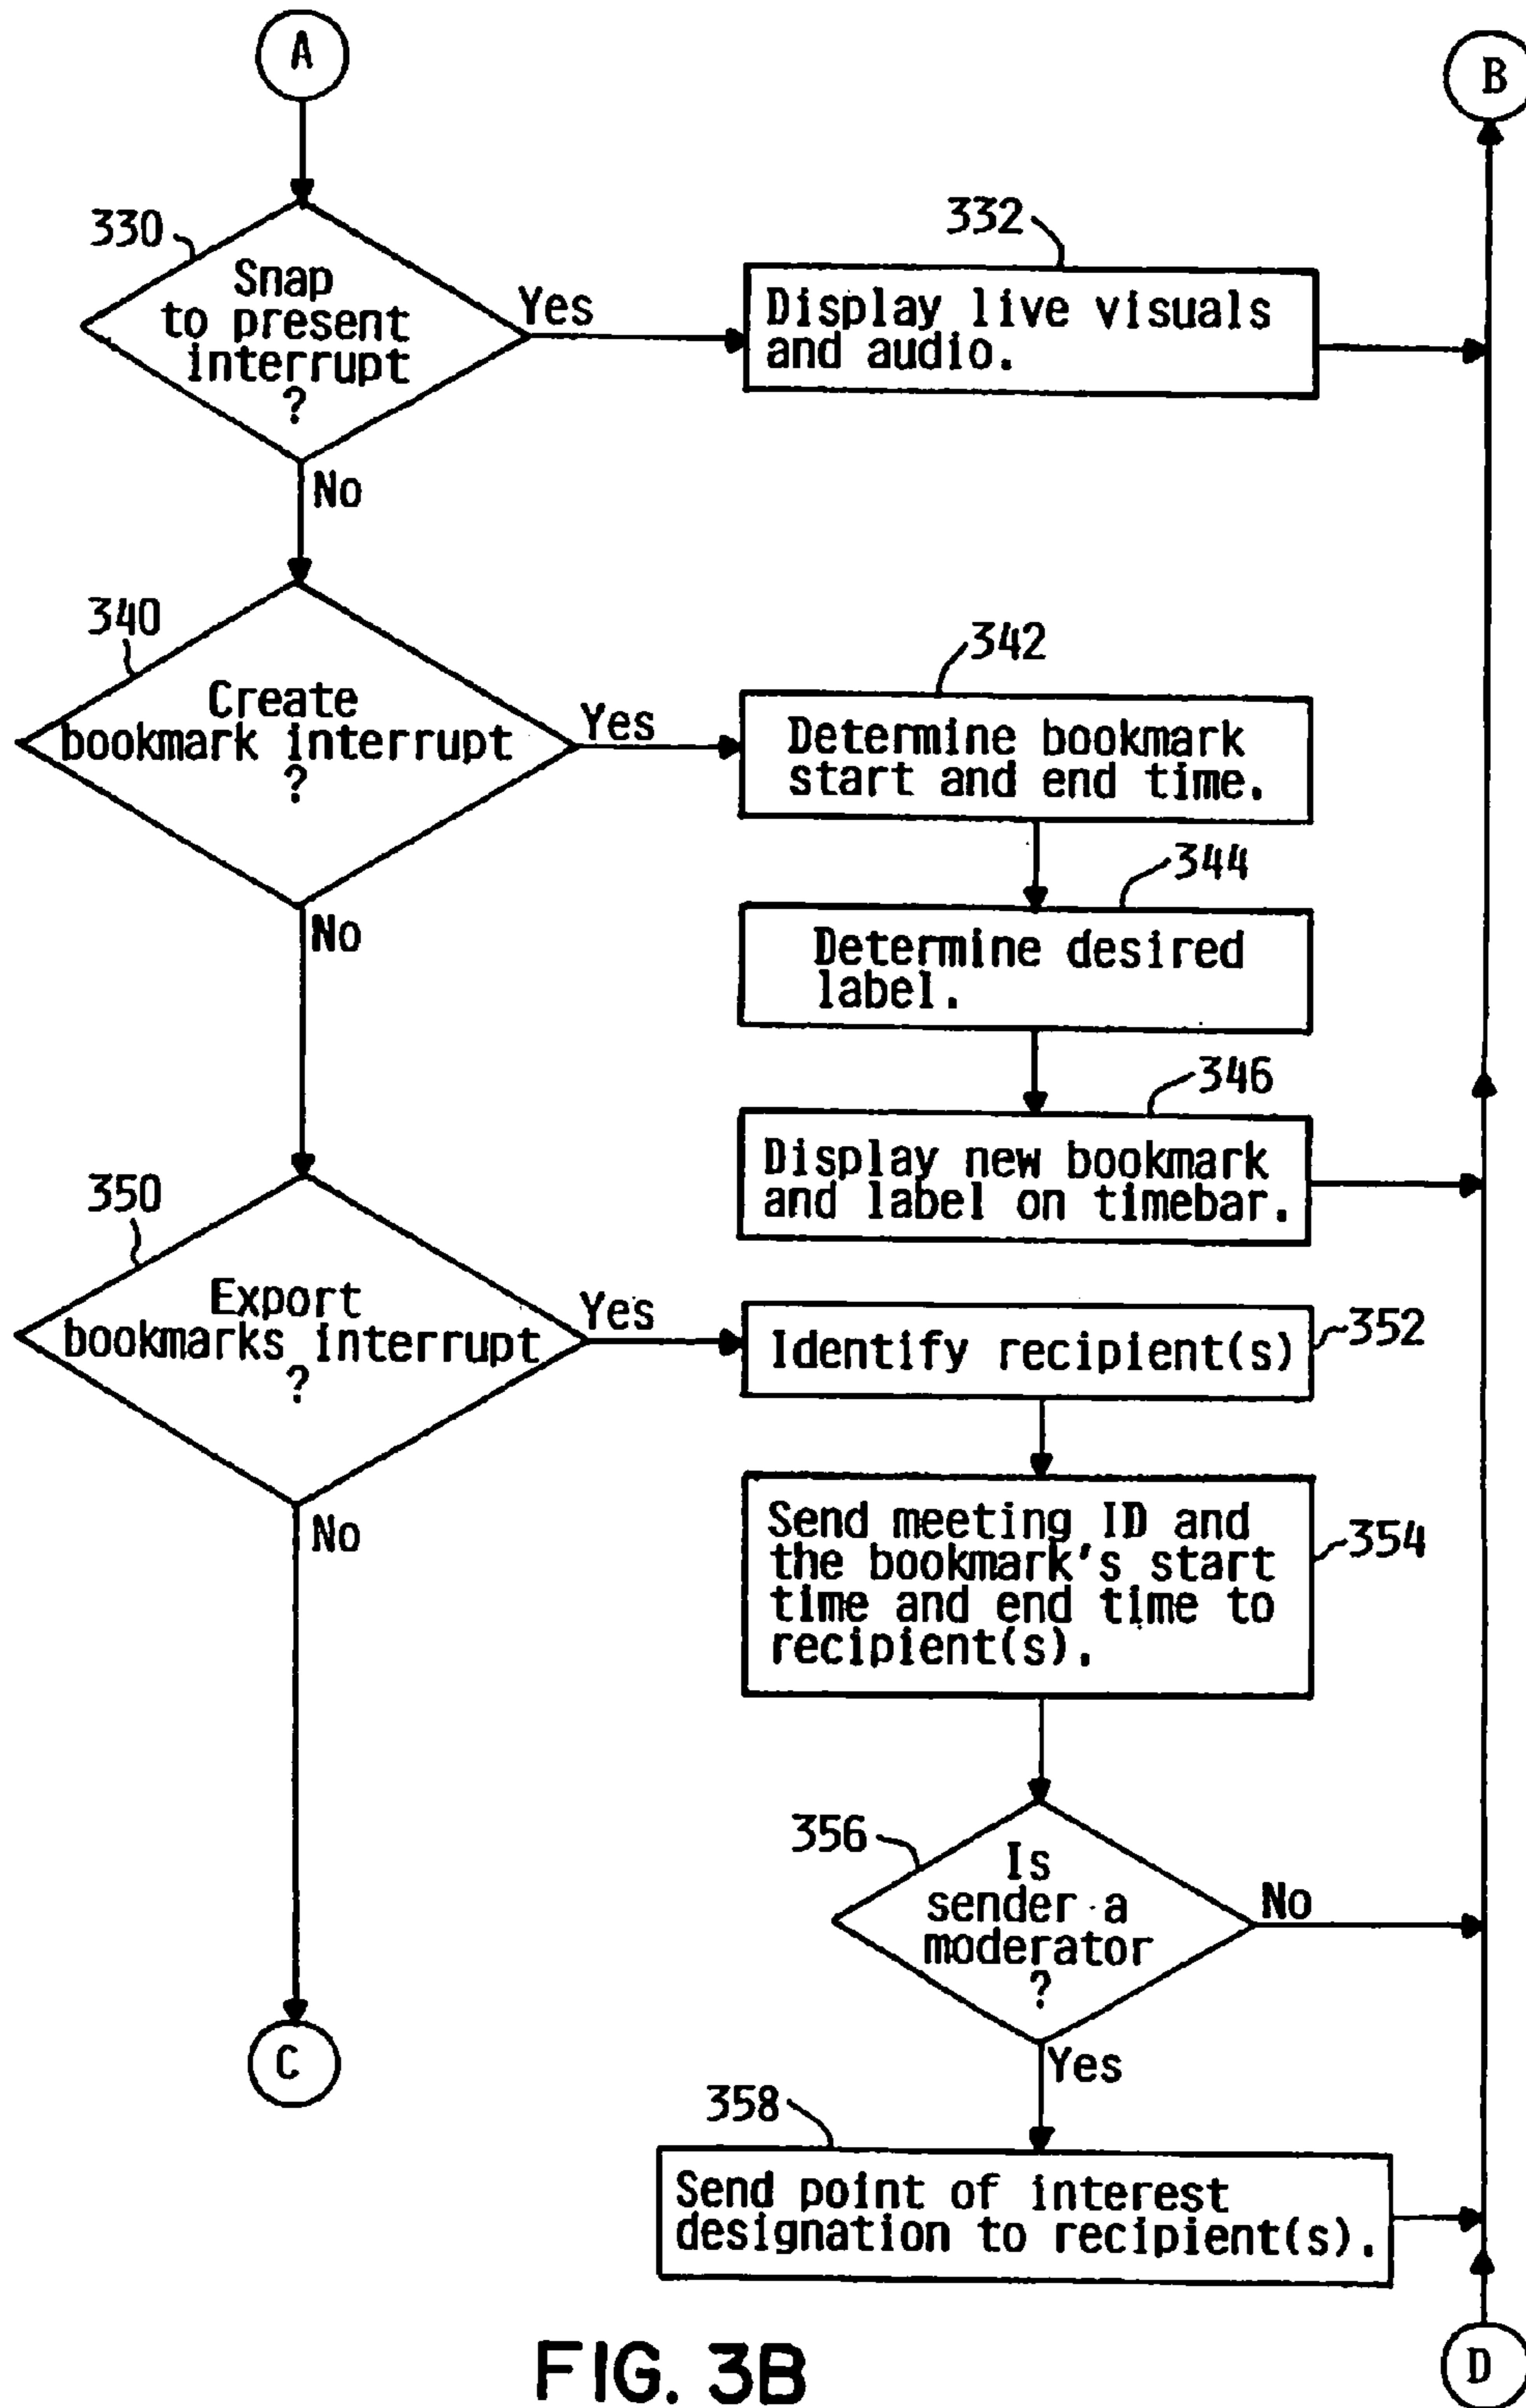 A
B
330
Snap
to present
interrupt
?
Yes
332
Display live visuals
and audio.
No
340
Create
bookmark interrupt
?
Yes
342
Determine bookmark
start and end time.
344
Determine desired
label.
No
346
Display new bookmark
and label on timebar.
350
Export
bookmarks interrupt
?
Yes
Identify recipient(s)
352
No
Send meeting ID and
the bookmark's start
time and end time to
recipient(s).
354
356
Is
sender a
moderator
?
No
Yes
C
358
Send point of interest
designation to recipient(s).
D
FIG. 3B